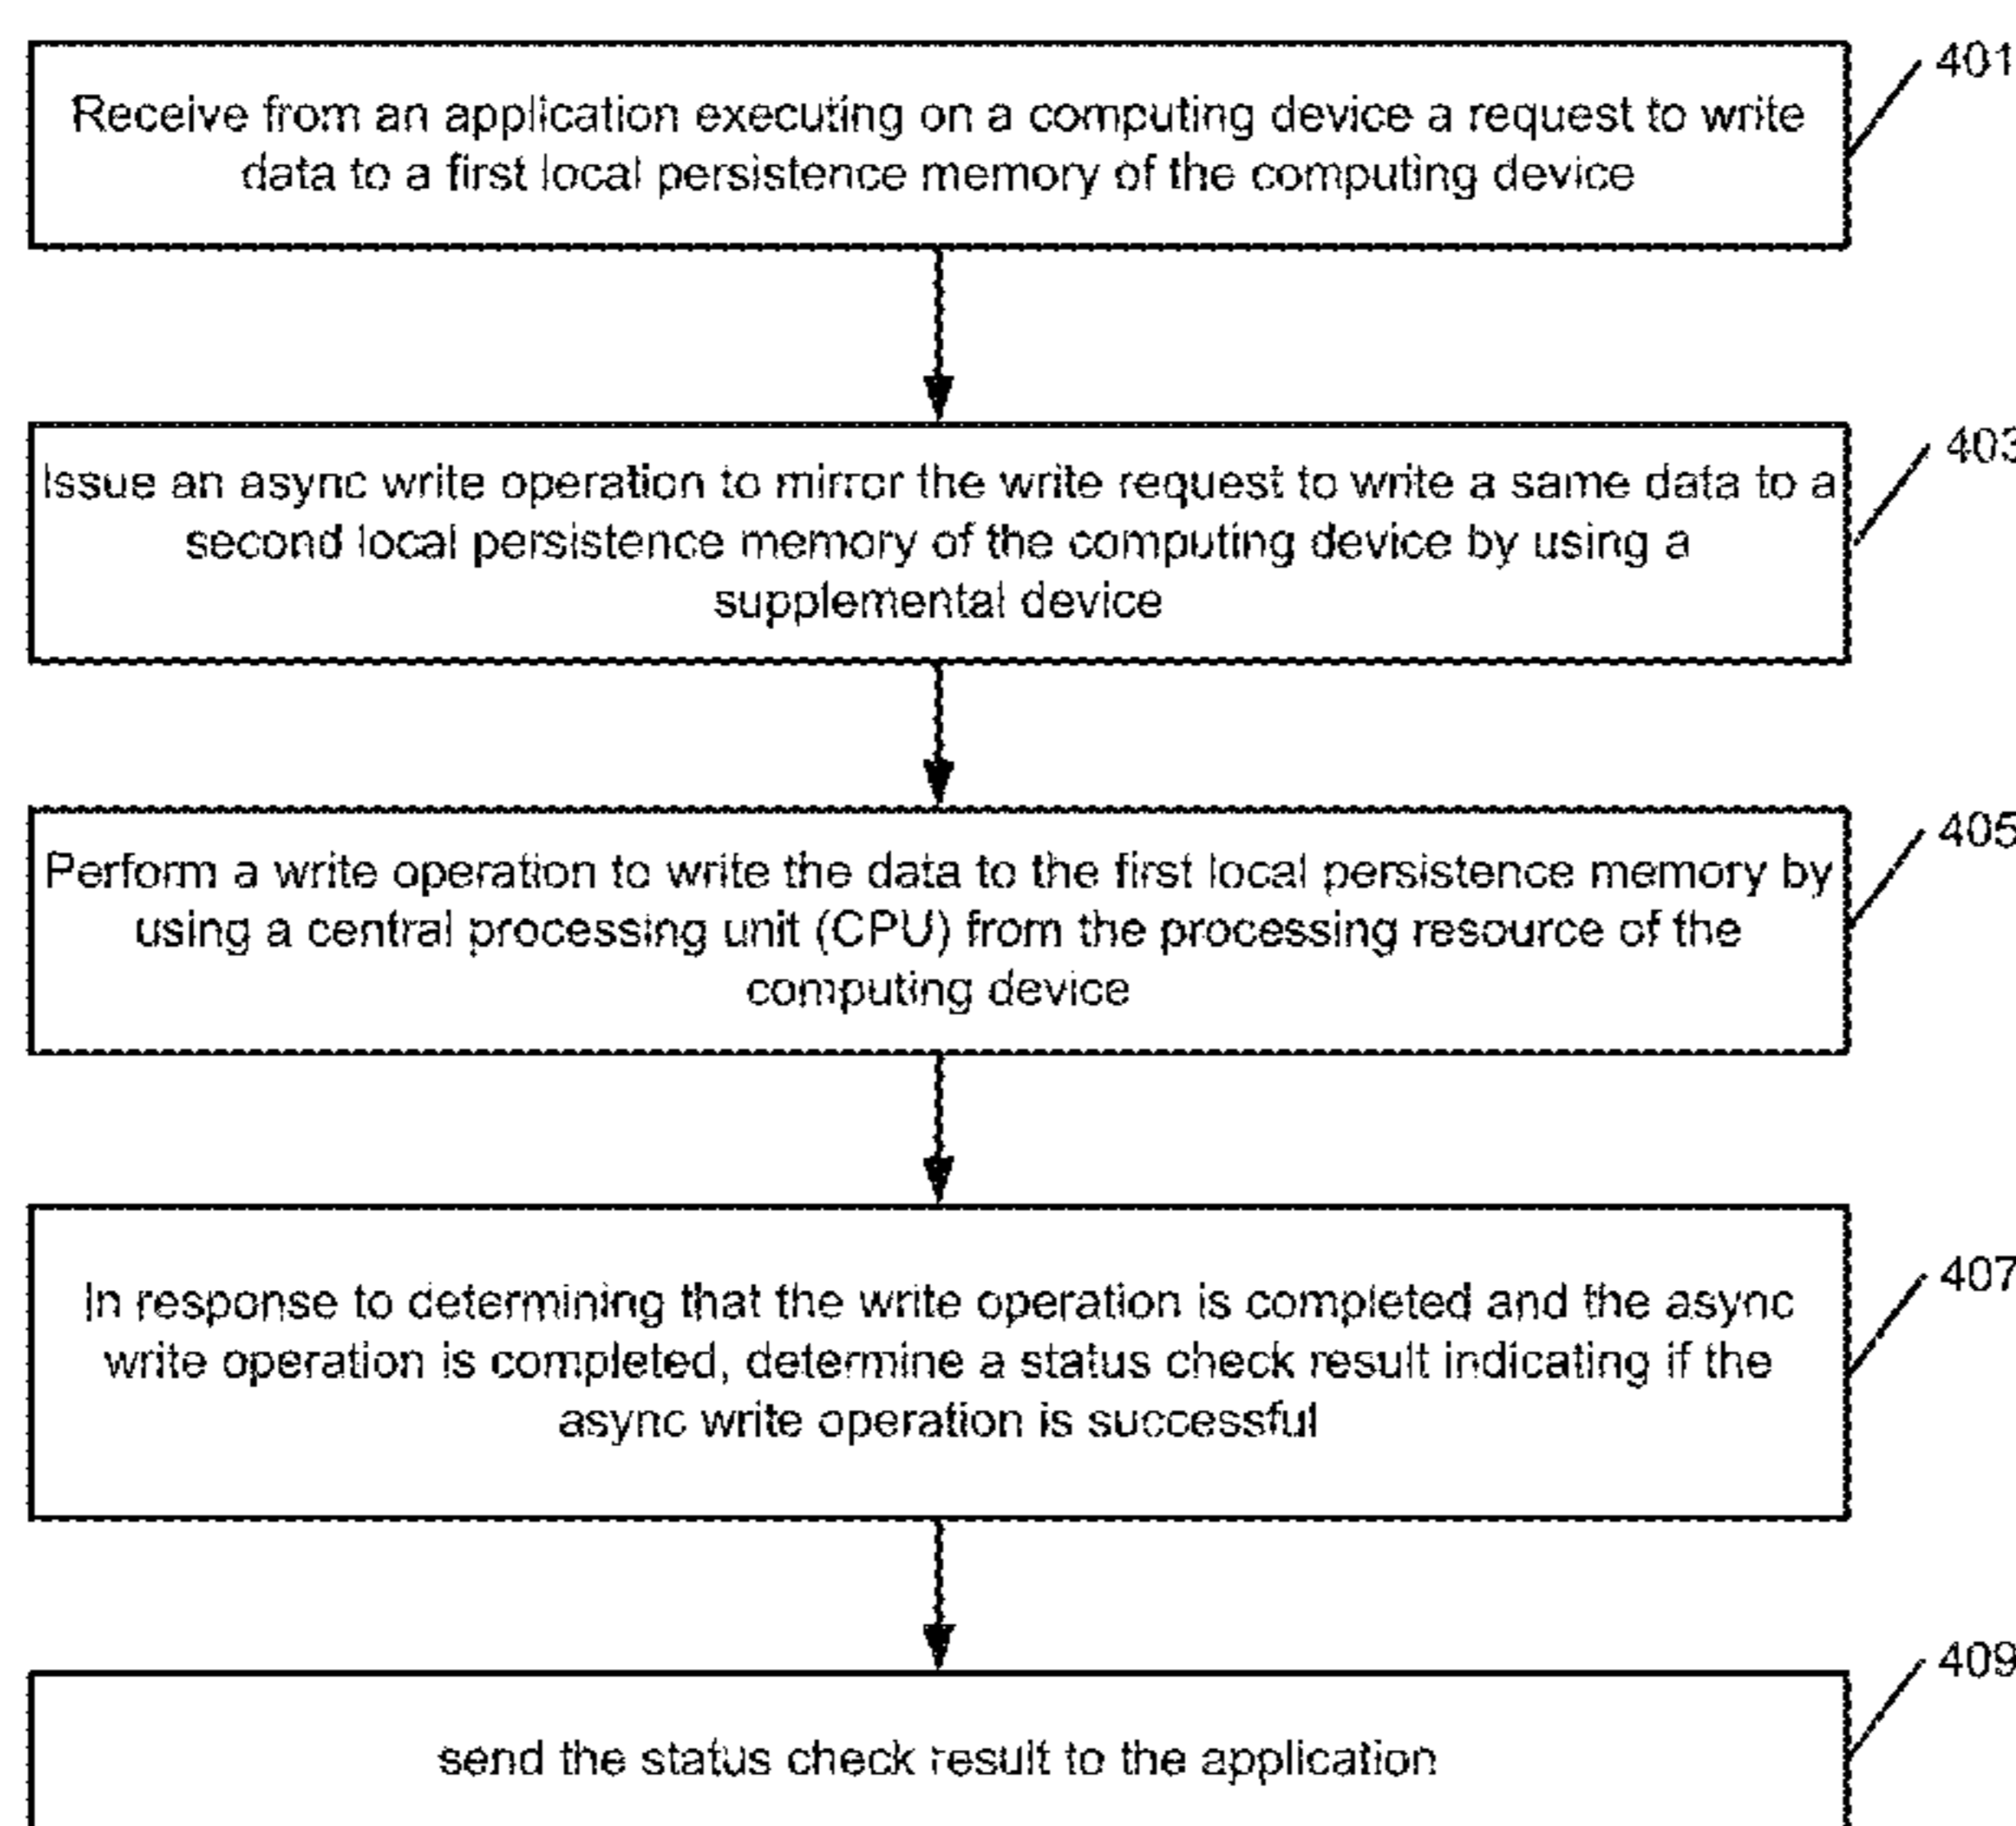 401
Receive from an application executing on a computing device a request to write
data to a first local persistence memory of the computing device
403
Issue an async write operation to mirror the write request to write a same data to a
second local persistence memory of the computing device by using a
supplemental device
405
Perform a write operation to write the data to the first local persistence memory by
using a central processing unit (CPU) from the processing resource of the
computing device
407
In response to determining that the write operation is completed and the async
write operation is completed, determine a status check result indicating if the
async write operation is successful
409
send the status check result to the application